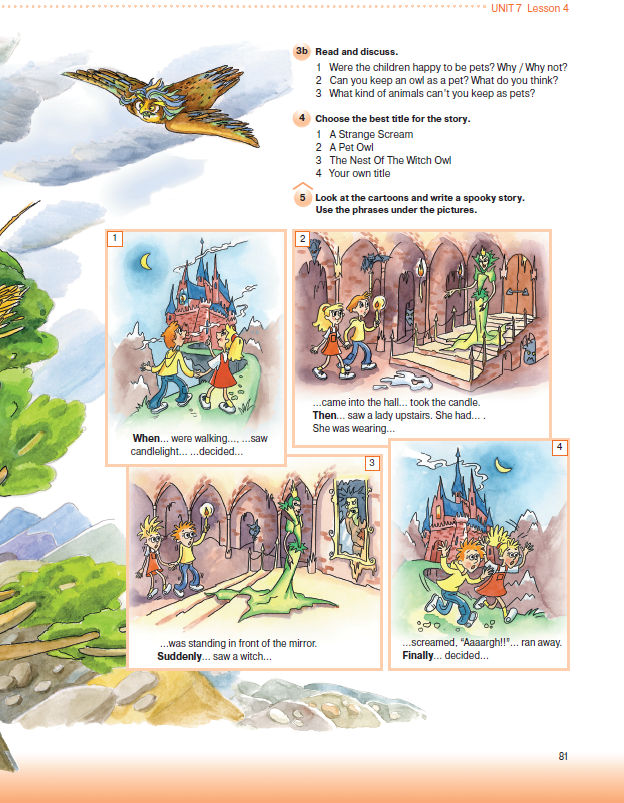 UNIT 7 Lesson 4
3b Read and discuss.
1 Were the children happy to be pets? Why / Why not?
2 Can you keep an owl as a pet? What do you think?
3 What kind of animals can't you keep as pets?
4 Choose the best title for the story.
1 A Strange Scream
2 A Pet Owl
3 The Nest Of The Witch Owl
4 Your own title
5 Look at the cartoons and write a spooky story.
Use the phrases under the pictures.
1
When... were walking..., ...saw
candlelight... ...decided...
2
...came into the hall... took the candle.
Then... saw a lady upstairs. She had... .
She was wearing...
3
...was standing in front of the mirror.
Suddenly... saw a witch...
4
...screamed, “Aaaargh!!”... ran away.
Finally... decided...
81